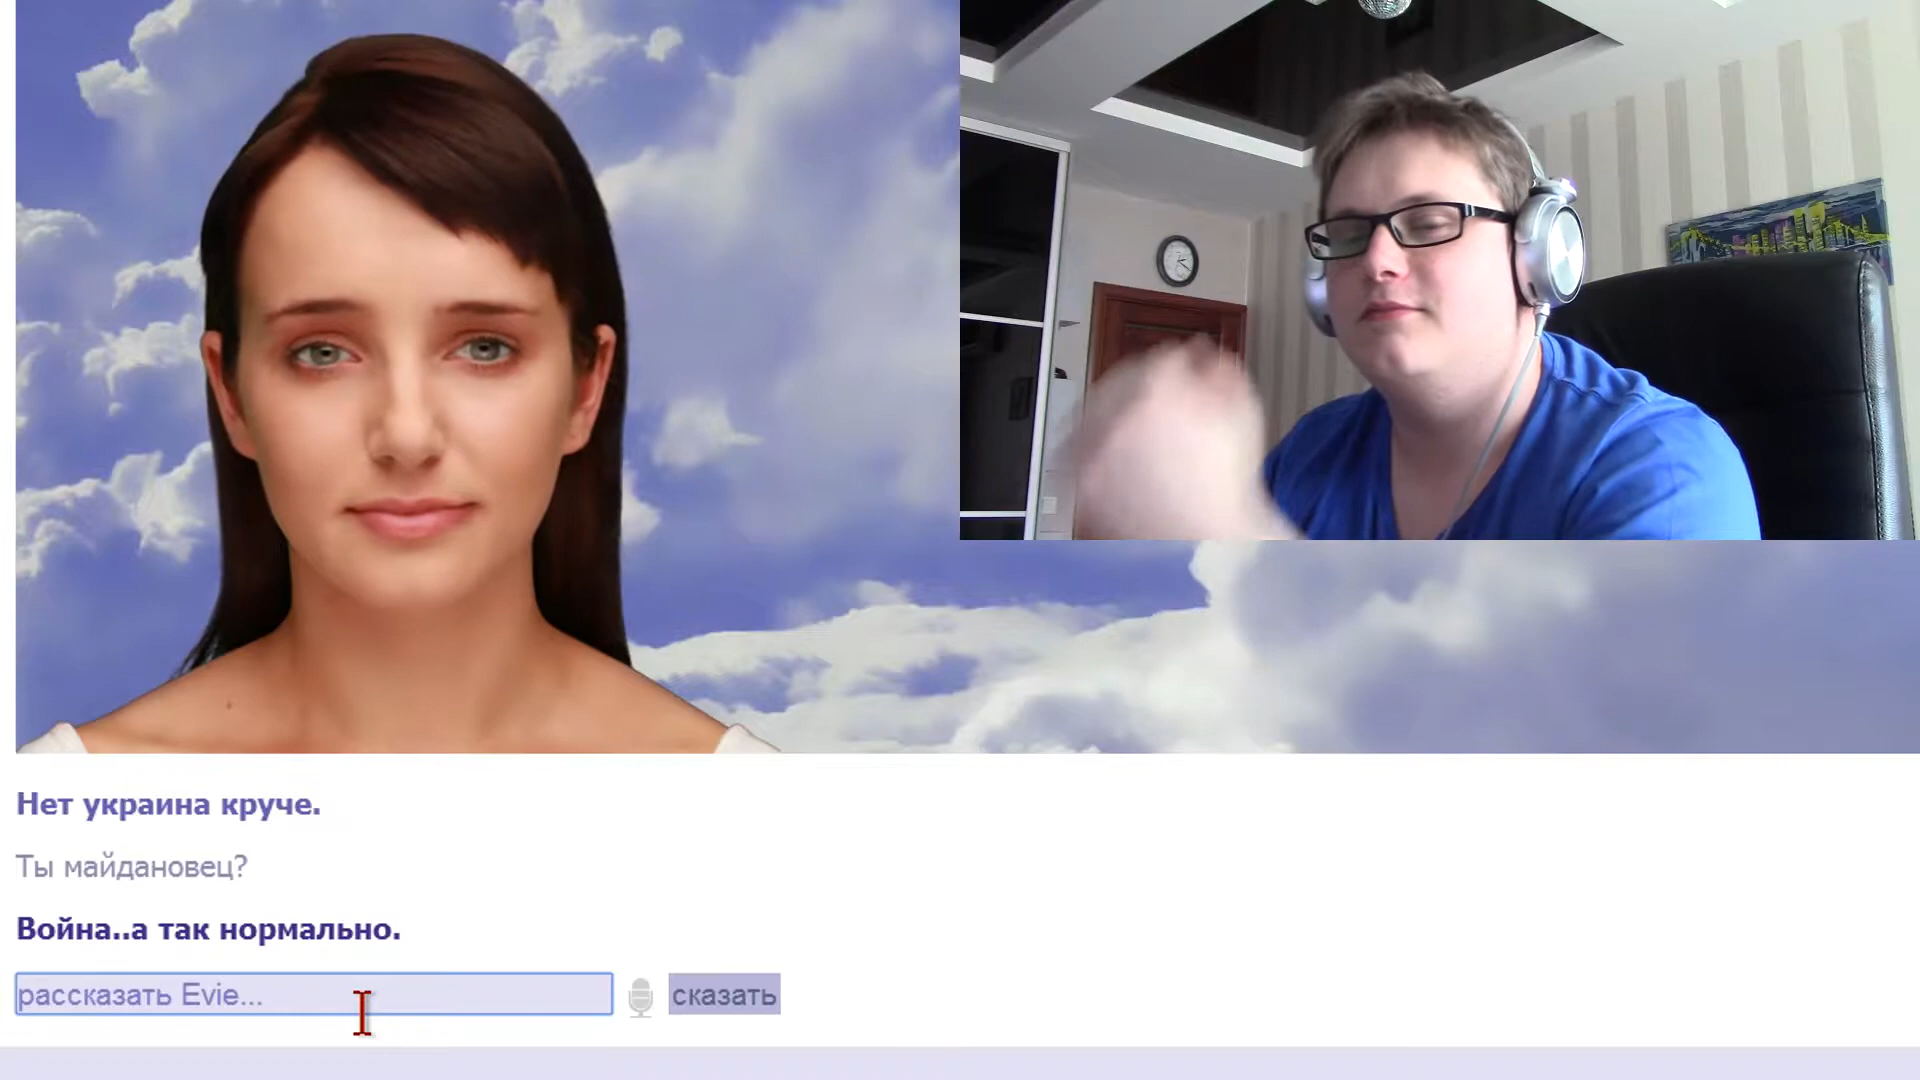 Нет украина круче.
Ты майдановец?
Война..а так нормально.
рассказать Evie...
сказать